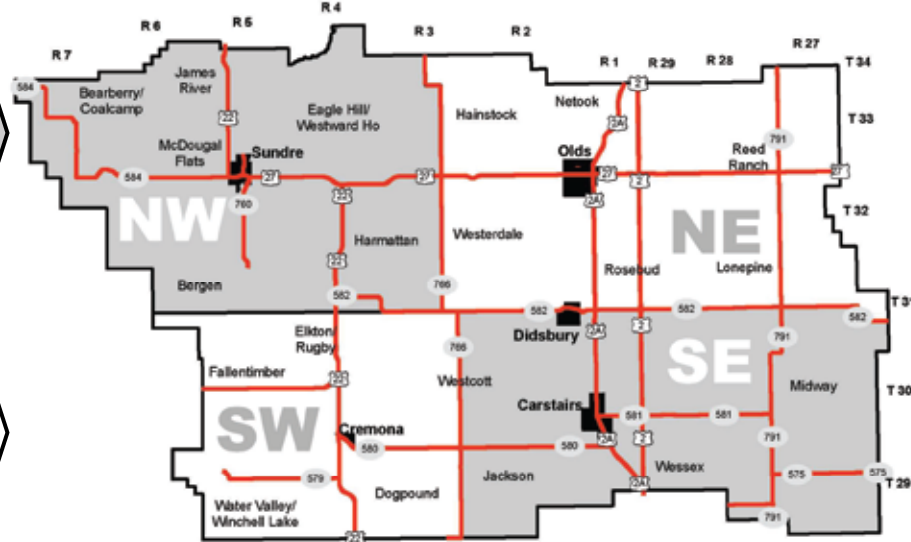 R 4
R 5
R 6
R 3
R 2
R 27
R 7
R 1
R 29
R 28
T 34
James
River
584
Bearberry/
Coalcamp
2
Netook
Eagle Hill/
Westward Ho
Hainstock
22
2A
T 33
791
McDougal
Flats
Sundre
Olds
Reed
Ranch
584
27
27
27
2
27
22
760
2A
T 32
NW
Harmattan
Westerdale
NE
22
Rosebud
Lonepine
Bergen
766
582
T 31
582
582
582
Elkton
Rugby
Didsbury
2A
2
791
766
SE
Fallentimber
22
Westcott
Midway
T 30
Carstairs
SW
Cremona
581
581
580
580
2A
2
791
579
Jackson
Wessex
575
575
Dogpound
2A
T 29
Water Valley/
Winchell Lake
791
22